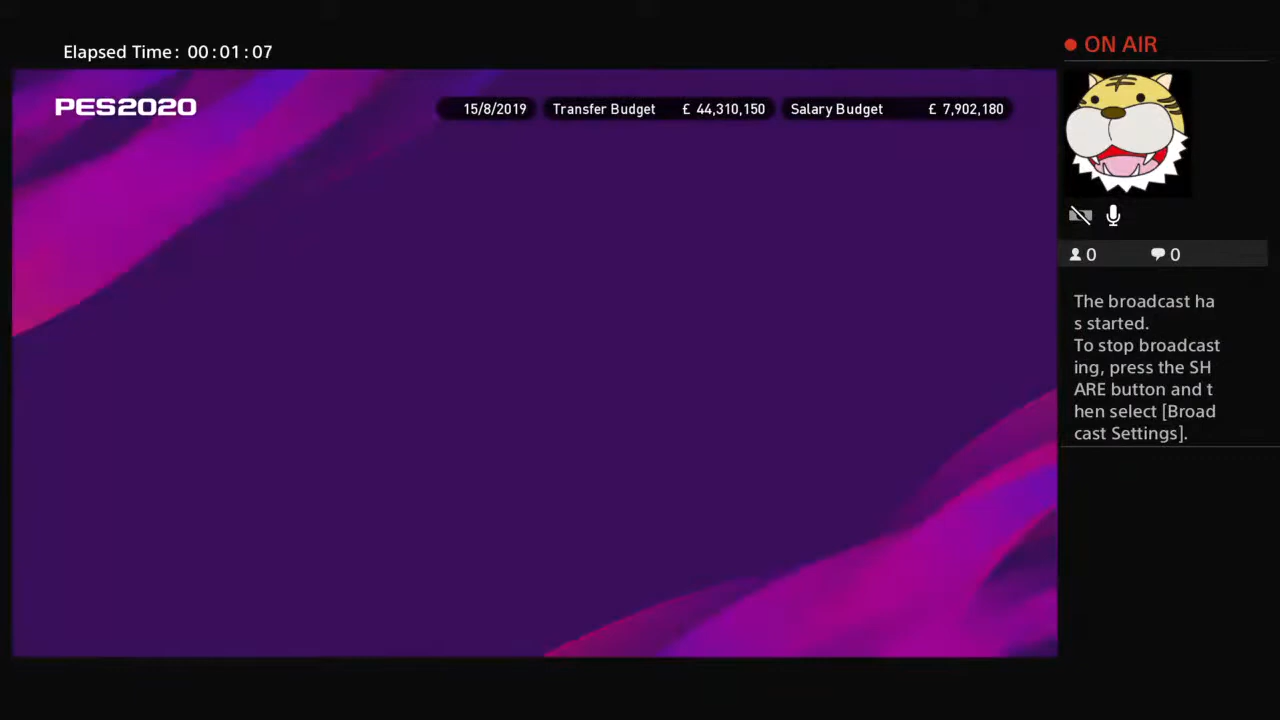 Elapsed Time: 00:01:07
ON AIR
PES2020
15/8/2019 Transfer Budget £ 44,310,150 Salary Budget £ 7,902,180
0 0
The broadcast ha
s started.
To stop broadcast
ing, press the SH
ARE button and t
hen select [Broad
cast Settings].